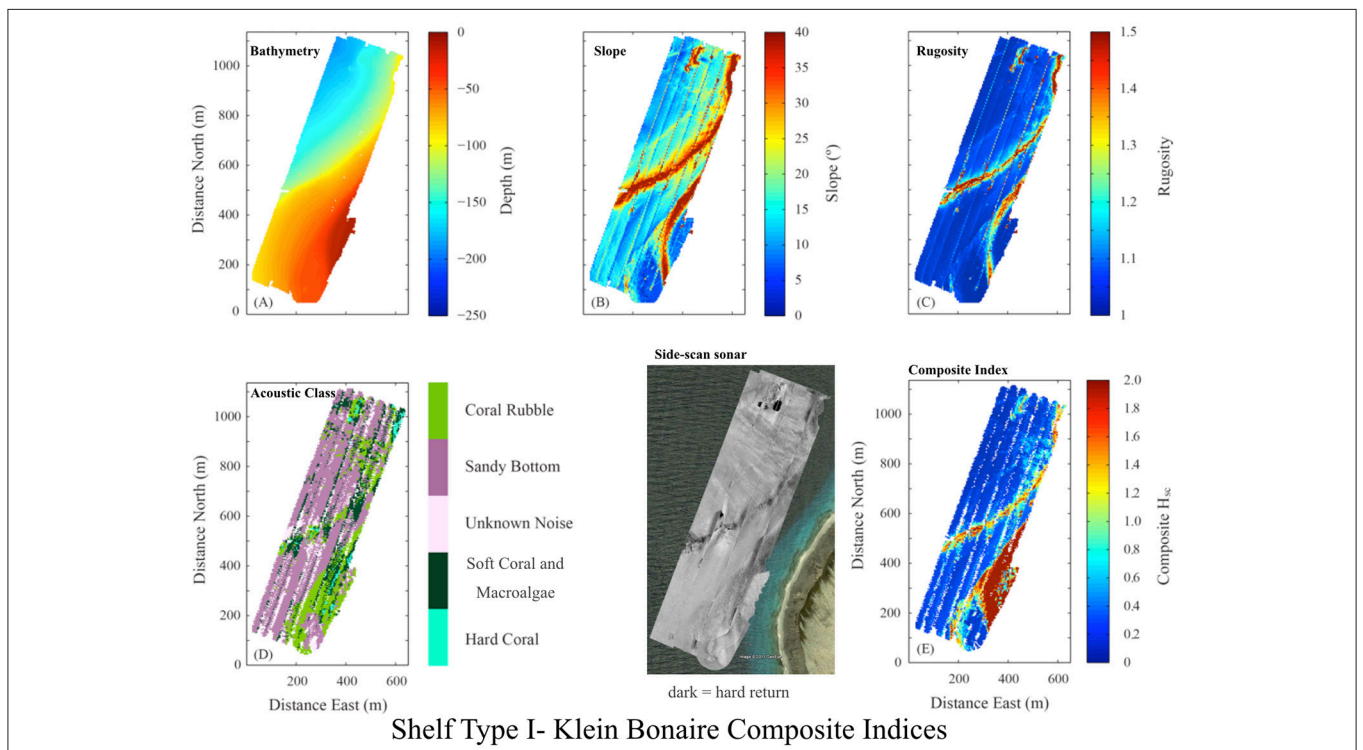 Bathymetry
1000
800
600
400
200
0
Distance North (m)
(A)
0
−50
−100
−150
−200
−250
Depth (m)
Slope
(B)
40
35
30
25
20
15
10
5
0
Slope (°)
Rugosity
(C)
1.5
1.4
1.3
1.2
1.1
1
Rugosity
Acoustic Class
1000
800
600
400
200
0
Distance North (m)
(D)
200 400 600
Distance East (m)
Coral Rubble
Sandy Bottom
Unknown Noise
Soft Coral and
Macroalgae
Hard Coral
Side-scan sonar
dark = hard return
Composite Index
1000
800
600
400
200
0
Distance North (m)
(E)
200 400 600
Distance East (m)
2.0
1.8
1.6
1.4
1.2
1.0
0.8
0.6
0.4
0.2
0
Composite Hsc
Shelf Type I- Klein Bonaire Composite Indices